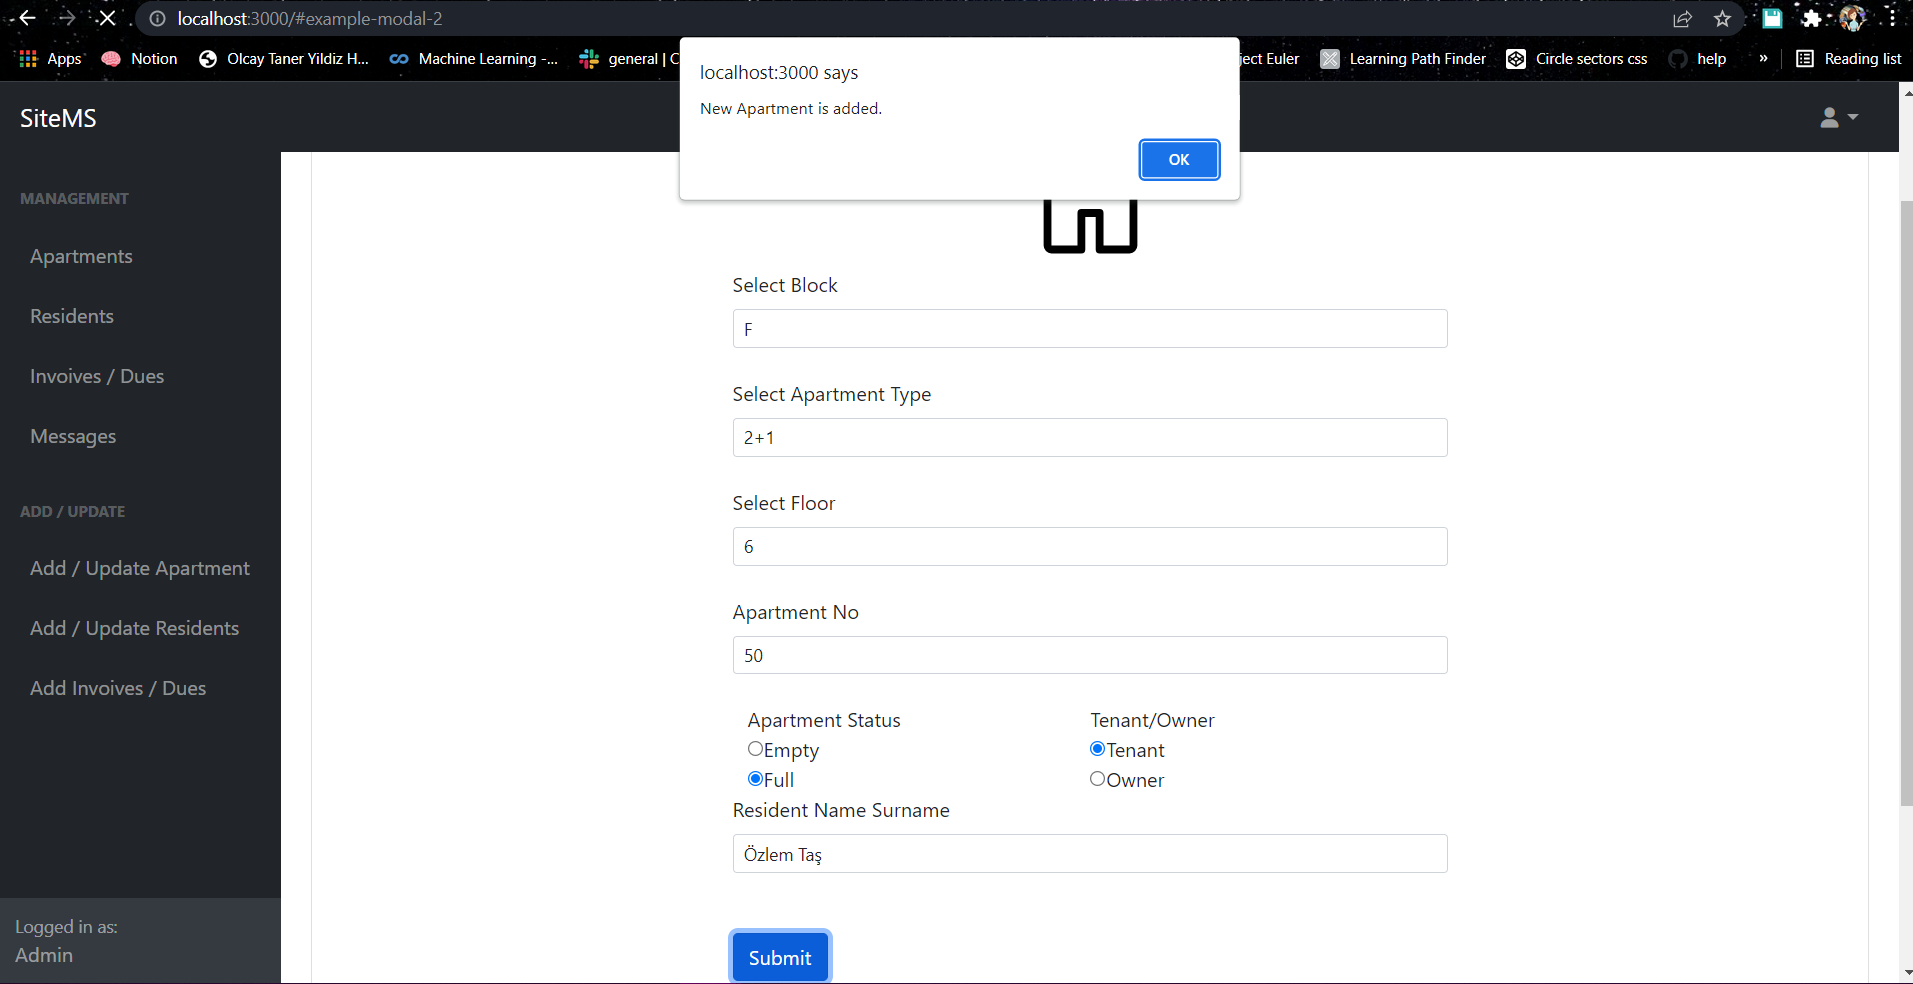 localhost:3000/#example-modal-2
Apps Notion Olcay Taner Yildiz H... Machine Learning -... general | C ject Euler Learning Path Finder Circle sectors css help » Reading list
localhost:3000 says
New Apartment is added.
OK
SiteMS
MANAGEMENT
Apartments
Residents
Invoives / Dues
Messages
ADD / UPDATE
Add / Update Apartment
Add / Update Residents
Add Invoives / Dues
Logged in as:
Admin
Select Block
F
Select Apartment Type
2+1
Select Floor
6
Apartment No
50
Apartment Status Tenant/Owner
Empty Tenant
Full Owner
Resident Name Surname
Özlem Taş
Submit